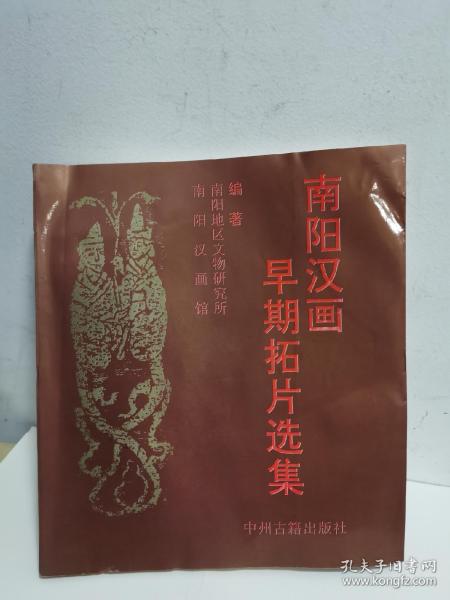 南阳汉画
早期拓片选集
编著
南阳地区文物研究所
南阳汉画馆
中州古籍出版社
孔夫子旧书网
www.kongfz.com